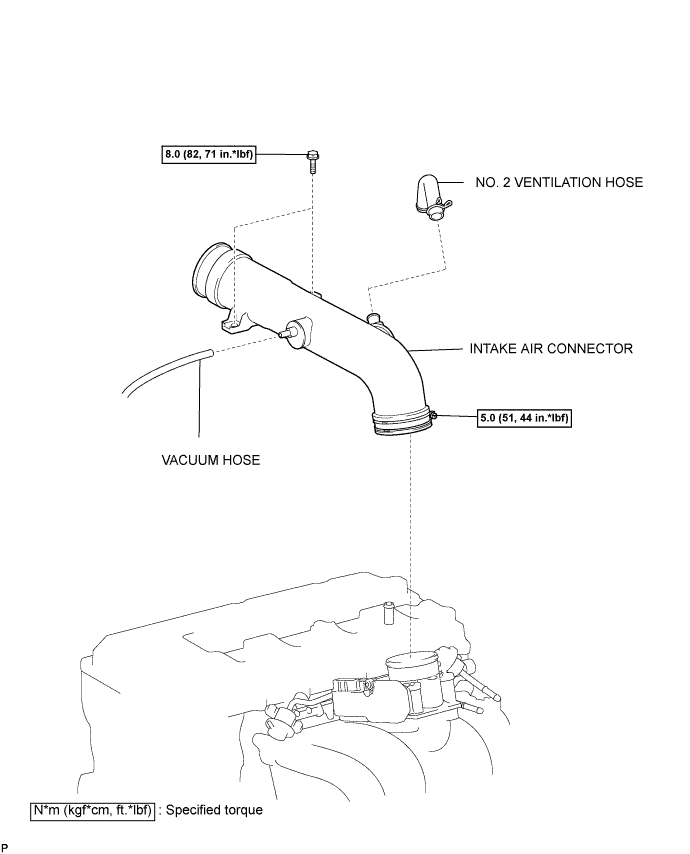 8.0 (82, 71 in.*lbf)
NO. 2 VENTILATION HOSE
INTAKE AIR CONNECTOR
5.0 (51, 44 in.*lbf)
VACUUM HOSE
N*m (kgf*cm, ft.*lbf) : Specified torque
P